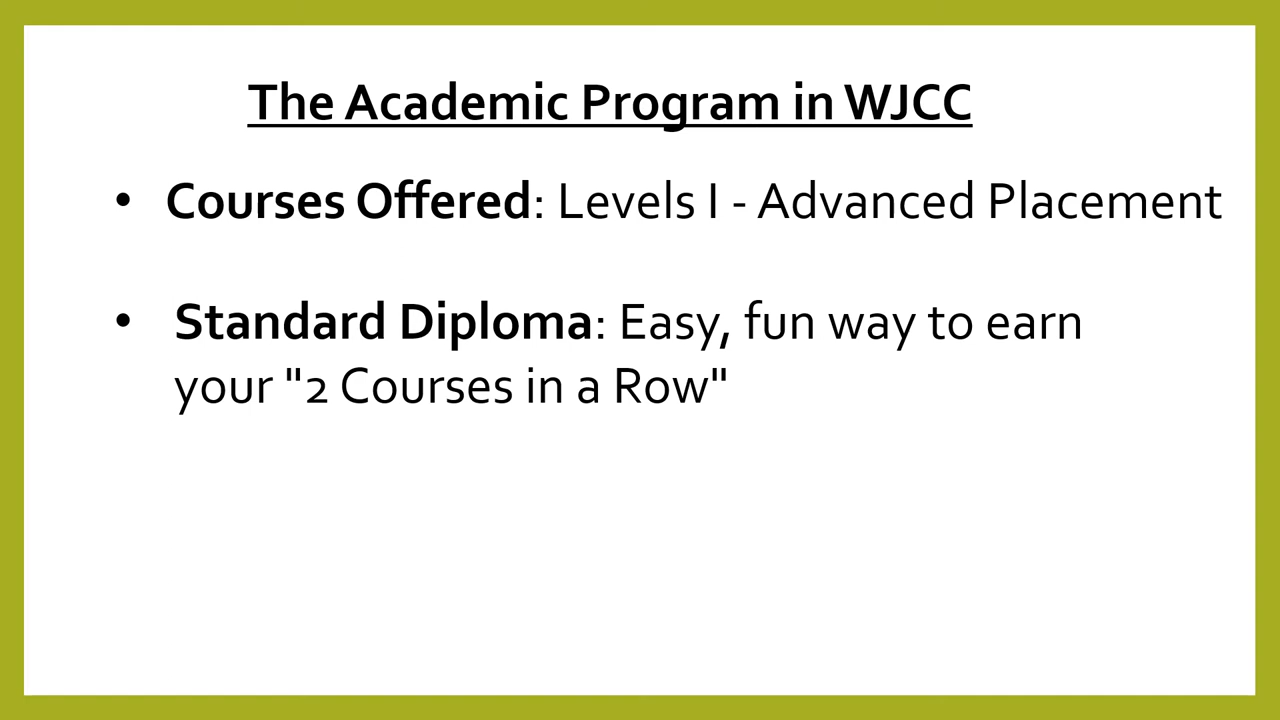 The Academic Program in WJCC
• Courses Offered: Levels I - Advanced Placement
• Standard Diploma: Easy, fun way to earn
your "2 Courses in a Row"